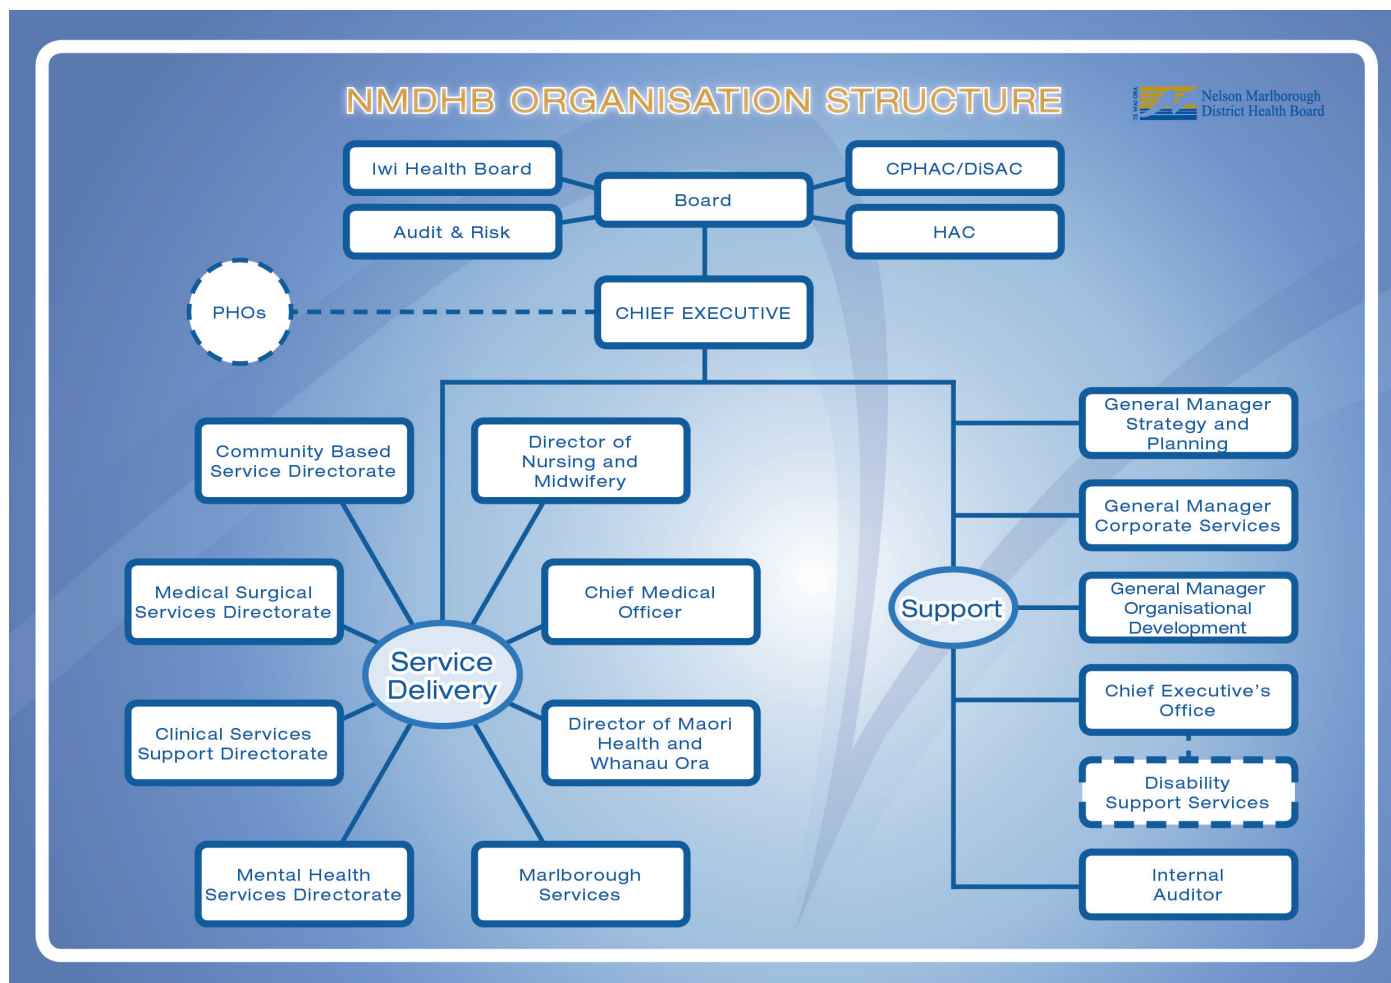 NMDHB ORGANISATION STRUCTURE
TE WAI ORA
Nelson Marlborough
District Health Board
Iwi Health Board
CPHAC/DiSAC
Board
Audit & Risk
HAC
PHOs
CHIEF EXECUTIVE
Community Based
Service Directorate
Director of
Nursing and
Midwifery
Medical Surgical
Services Directorate
Chief Medical
Officer
Service
Delivery
Clinical Services
Support Directorate
Director of Maori
Health and
Whanau Ora
Mental Health
Services Directorate
Marlborough
Services
Support
General Manager
Strategy and
Planning
General Manager
Corporate Services
General Manager
Organisational
Development
Chief Executive's
Office
Disability
Support Services
Internal
Auditor